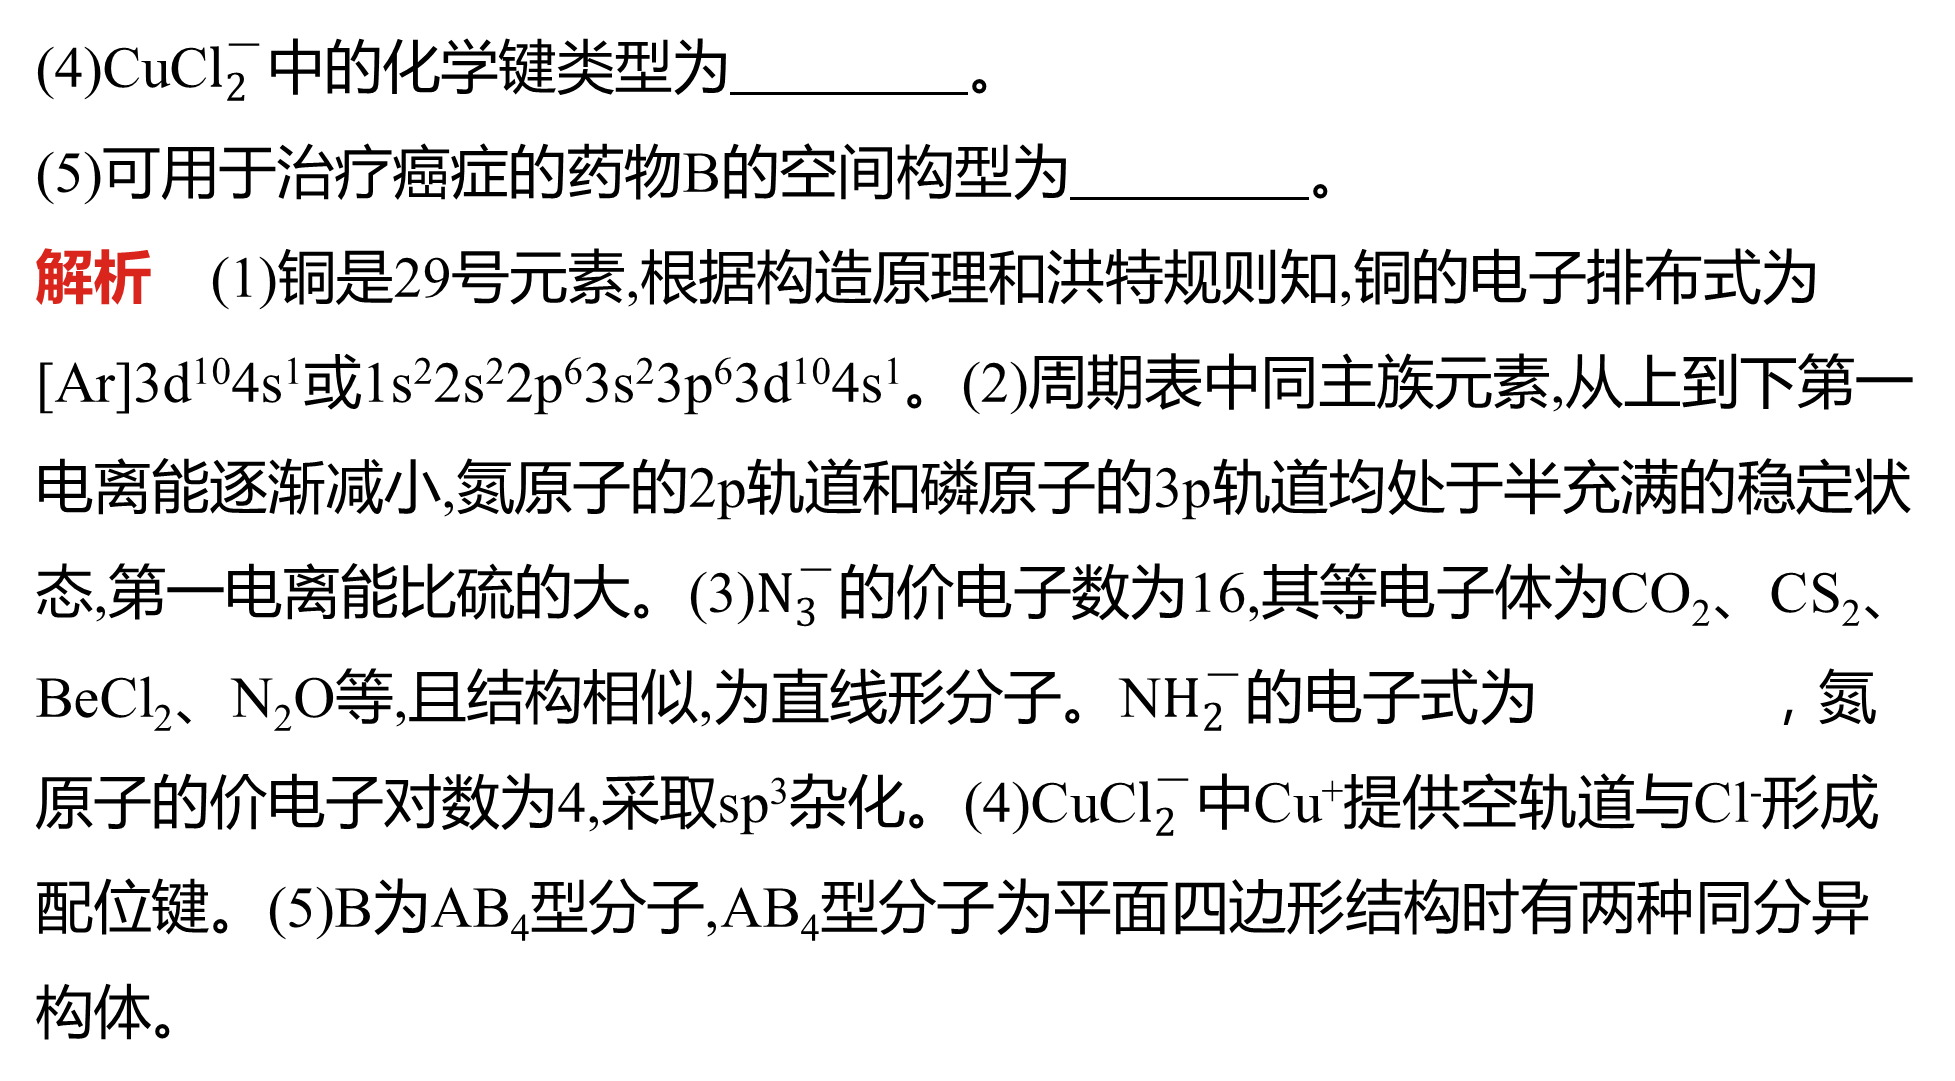 (4)CuCl₂⁻中的化学键类型为________。
(5)可用于治疗癌症的药物B的空间构型为________。
解析　(1)铜是29号元素,根据构造原理和洪特规则知,铜的电子排布式为
[Ar]3d¹⁰4s¹或1s²2s²2p⁶3s²3p⁶3d¹⁰4s¹。(2)周期表中同主族元素,从上到下第一
电离能逐渐减小,氮原子的2p轨道和磷原子的3p轨道均处于半充满的稳定状
态,第一电离能比硫的大。(3)N₃⁻的价电子数为16,其等电子体为CO₂、CS₂、
BeCl₂、N₂O等,且结构相似,为直线形分子。NH₂⁻的电子式为　　　　，氮
原子的价电子对数为4,采取sp³杂化。(4)CuCl₂⁻中Cu⁺提供空轨道与Cl⁻形成
配位键。(5)B为AB₄型分子,AB₄型分子为平面四边形结构时有两种同分异
构体。